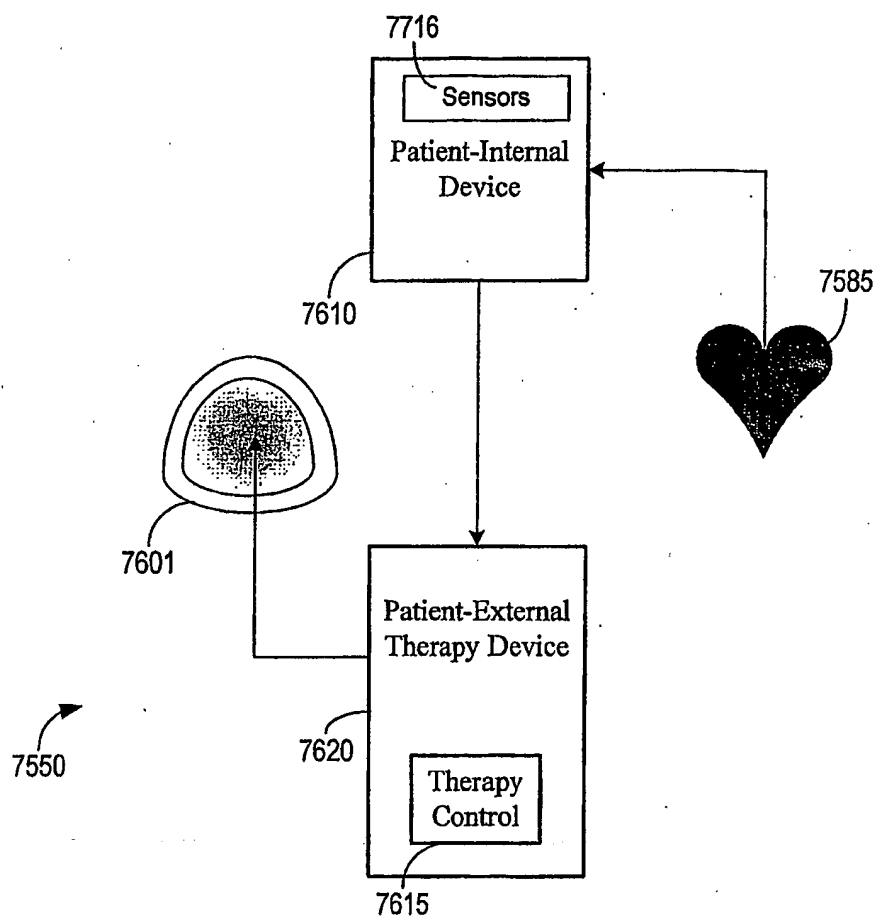 7716
Sensors
Patient-Internal
Device
7610
7585
7601
Patient-External
Therapy Device
7620
7550
Therapy
Control
7615